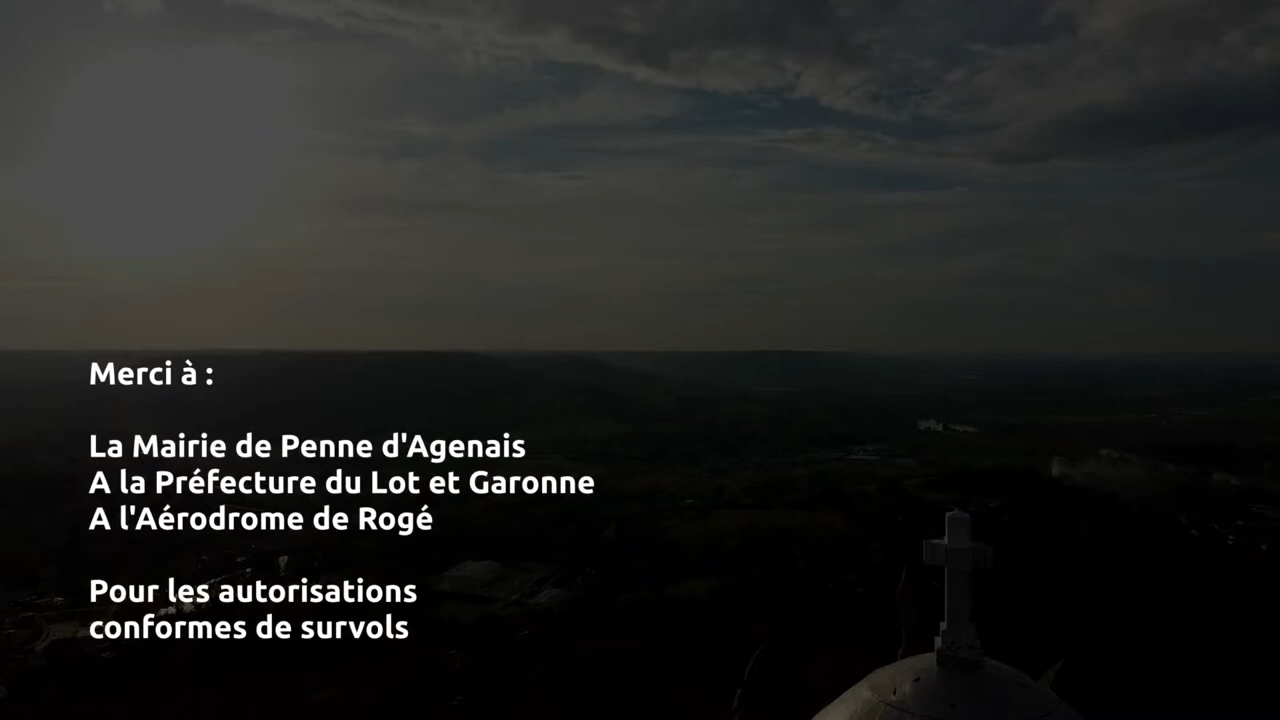 Merci à :
La Mairie de Penne d'Agenais
A la Préfecture du Lot et Garonne
A l'Aérodrome de Rogé
Pour les autorisations
conformes de survols